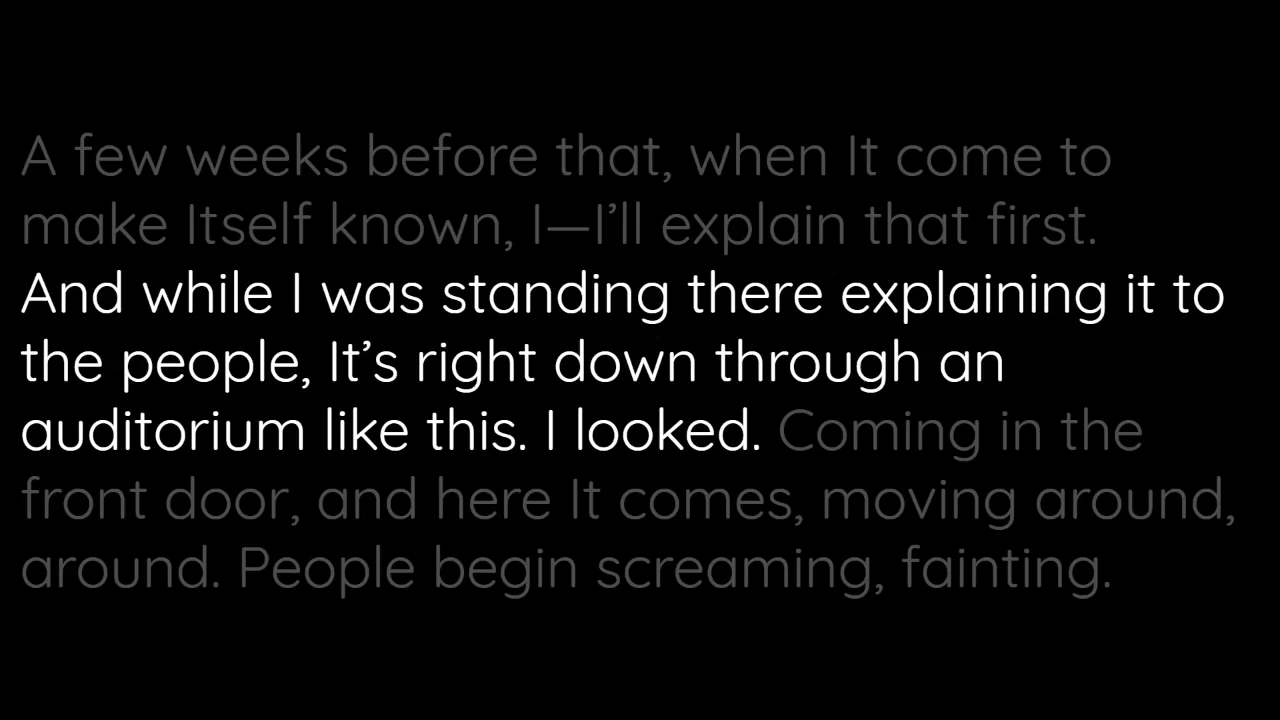 A few weeks before that, when It come to
make Itself known, I—I’ll explain that first.
And while I was standing there explaining it to
the people, It’s right down through an
auditorium like this. I looked. Coming in the
front door, and here It comes, moving around,
around. People begin screaming, fainting.